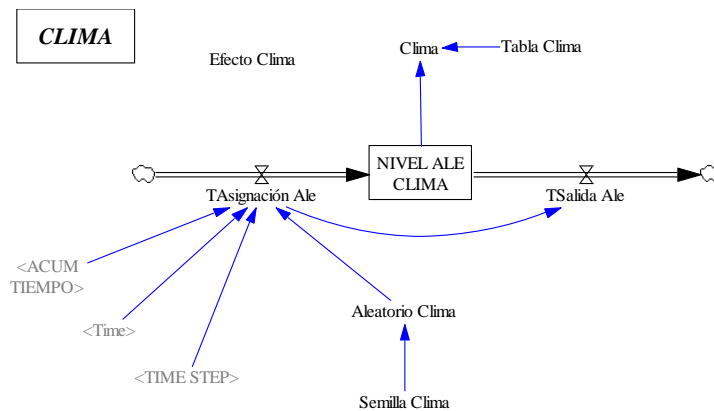 CLIMA
Efecto Clima
Clima
Tabla Clima
NIVEL ALE
CLIMA
TAsignación Ale
TSalida Ale
<ACUM
TIEMPO>
<Time>
<TIME STEP>
Aleatorio Clima
Semilla Clima